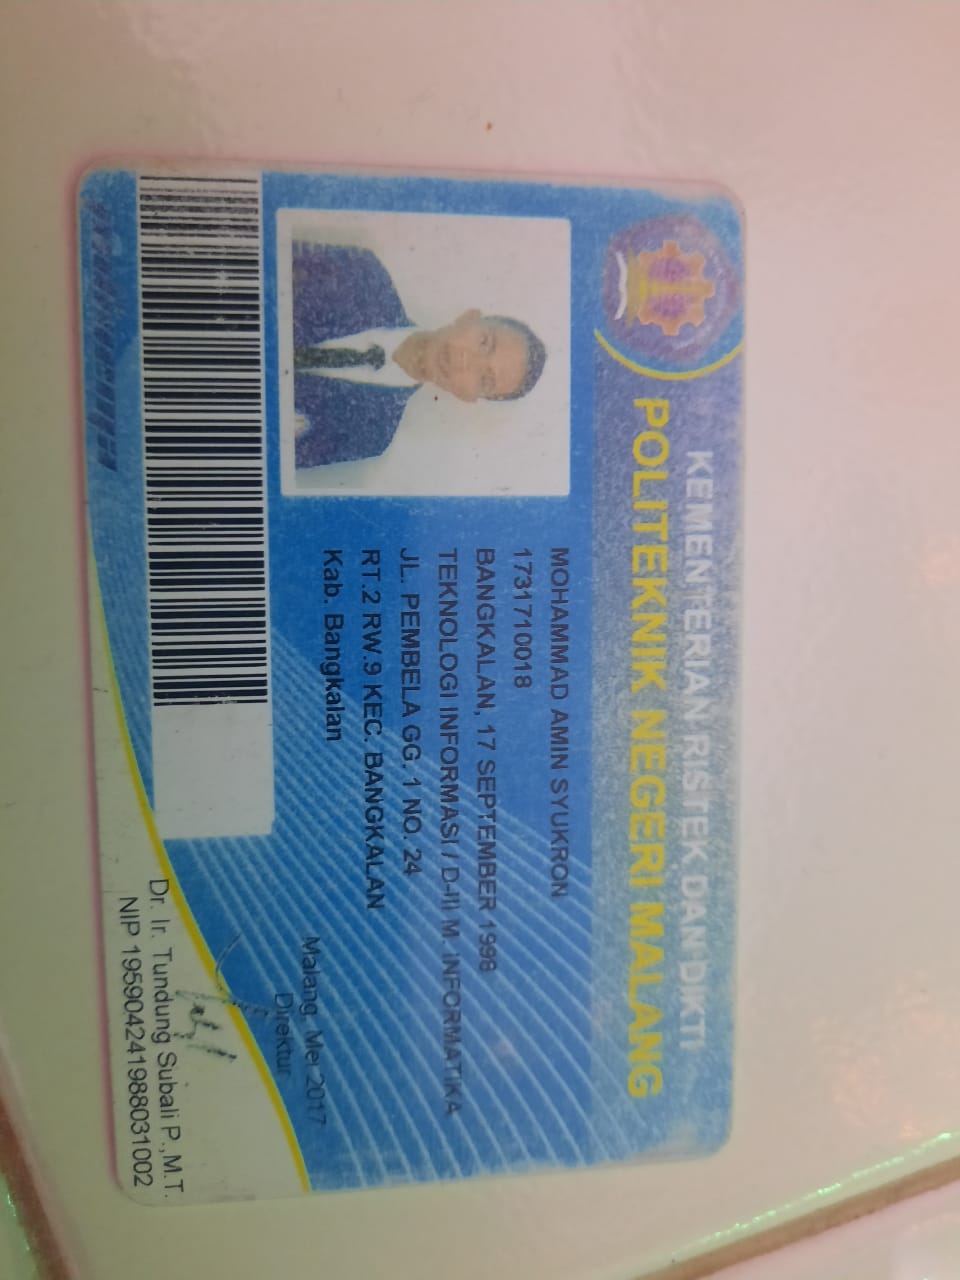 KEMENTERIAN RISTEK DAN DIKTI
POLITEKNIK NEGERI MALANG
MOHAMMAD AMIN SYUKRON
1731710018
BANGKALAN, 17 SEPTEMBER 1998
TEKNOLOGI INFORMASI / D-III M. INFORMATIKA
JL. PEMBELA GG. 1 NO. 24
RT.2 RW.9 KEC. BANGKALAN
Kab. Bangkalan
Malang, Mei 2017
Direktur
Dr. Ir. Tundung Subali P.,M.T.
NIP 195904241988031002